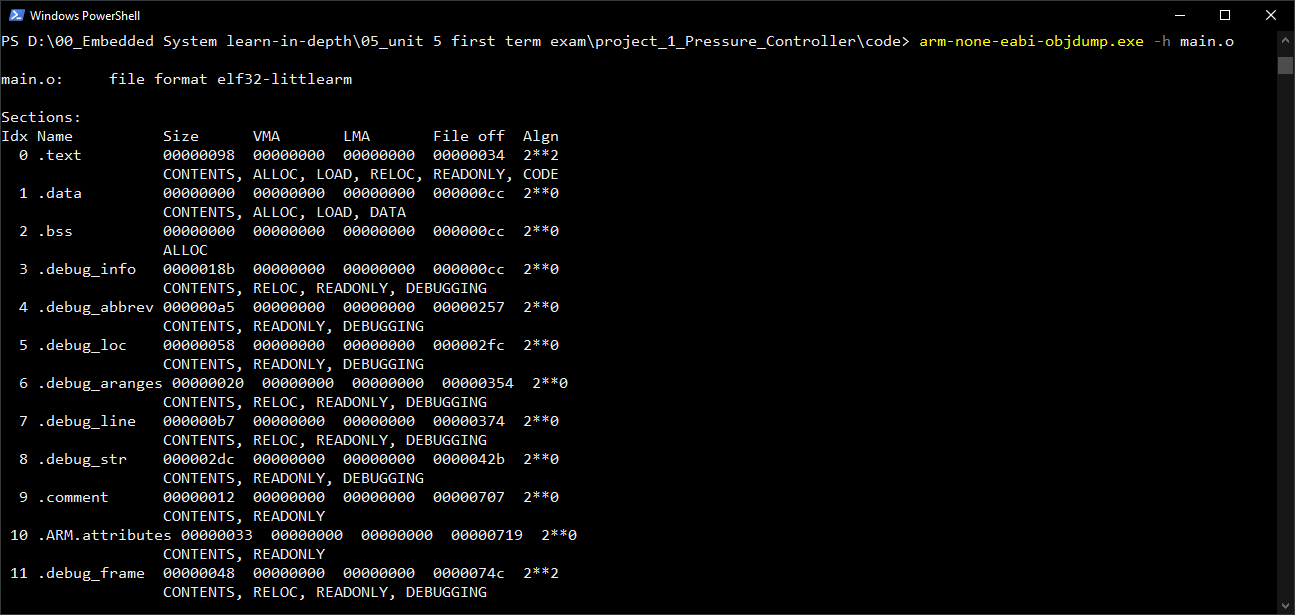 Windows PowerShell
PS D:\00_Embedded System learn-in-depth\05_unit 5 first term exam\project_1_Pressure_Controller\code> arm-none-eabi-objdump.exe -h main.o
main.o:     file format elf32-littlearm
Sections:
Idx Name          Size      VMA       LMA       File off  Algn
  0 .text         00000098  00000000  00000000  00000034  2**2
                  CONTENTS, ALLOC, LOAD, RELOC, READONLY, CODE
  1 .data         00000000  00000000  00000000  000000cc  2**0
                  CONTENTS, ALLOC, LOAD, DATA
  2 .bss          00000000  00000000  00000000  000000cc  2**0
                  ALLOC
  3 .debug_info   0000018b  00000000  00000000  000000cc  2**0
                  CONTENTS, RELOC, READONLY, DEBUGGING
  4 .debug_abbrev 000000a5  00000000  00000000  00000257  2**0
                  CONTENTS, READONLY, DEBUGGING
  5 .debug_loc    00000058  00000000  00000000  000002fc  2**0
                  CONTENTS, READONLY, DEBUGGING
  6 .debug_aranges 00000020  00000000  00000000  00000354  2**0
                  CONTENTS, RELOC, READONLY, DEBUGGING
  7 .debug_line   000000b7  00000000  00000000  00000374  2**0
                  CONTENTS, RELOC, READONLY, DEBUGGING
  8 .debug_str    000002dc  00000000  00000000  0000042b  2**0
                  CONTENTS, READONLY, DEBUGGING
  9 .comment      00000012  00000000  00000000  00000707  2**0
                  CONTENTS, READONLY
 10 .ARM.attributes 00000033  00000000  00000000  00000719  2**0
                  CONTENTS, READONLY
 11 .debug_frame  00000048  00000000  00000000  0000074c  2**2
                  CONTENTS, RELOC, READONLY, DEBUGGING